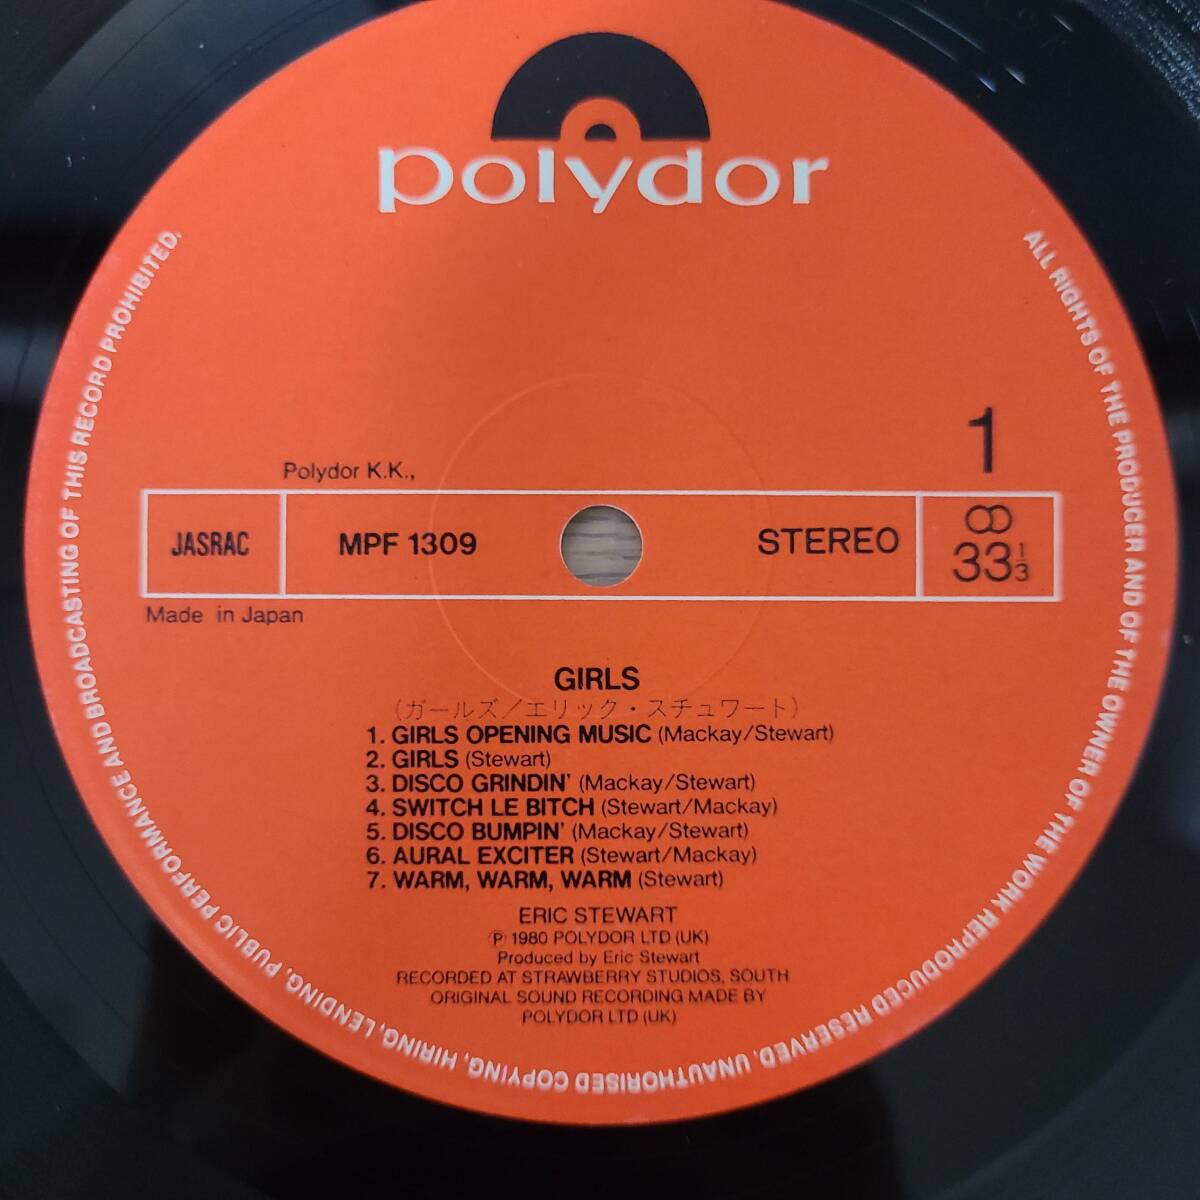 polydor
1
Polydor K.K.,
JASRAC
MPF 1309
STEREO
33 1/3
Made in Japan
GIRLS
(ガールズ/エリック・スチュワート)
1. GIRLS OPENING MUSIC (Mackay/Stewart)
2. GIRLS (Stewart)
3. DISCO GRINDIN' (Mackay/Stewart)
4. SWITCH LE BITCH (Stewart/Mackay)
5. DISCO BUMPIN' (Mackay/Stewart)
6. AURAL EXCITER (Stewart/Mackay)
7. WARM, WARM, WARM (Stewart)
ERIC STEWART
℗ 1980 POLYDOR LTD (UK)
Produced by Eric Stewart
RECORDED AT STRAWBERRY STUDIOS, SOUTH
ORIGINAL SOUND RECORDING MADE BY
POLYDOR LTD (UK)
ALL RIGHTS OF THE PRODUCER AND OF THE OWNER OF THE WORK REPRODUCED RESERVED. UNAUTHORISED COPYING, HIRING, LENDING, PUBLIC PERFORMANCE AND BROADCASTING OF THIS RECORD PROHIBITED.